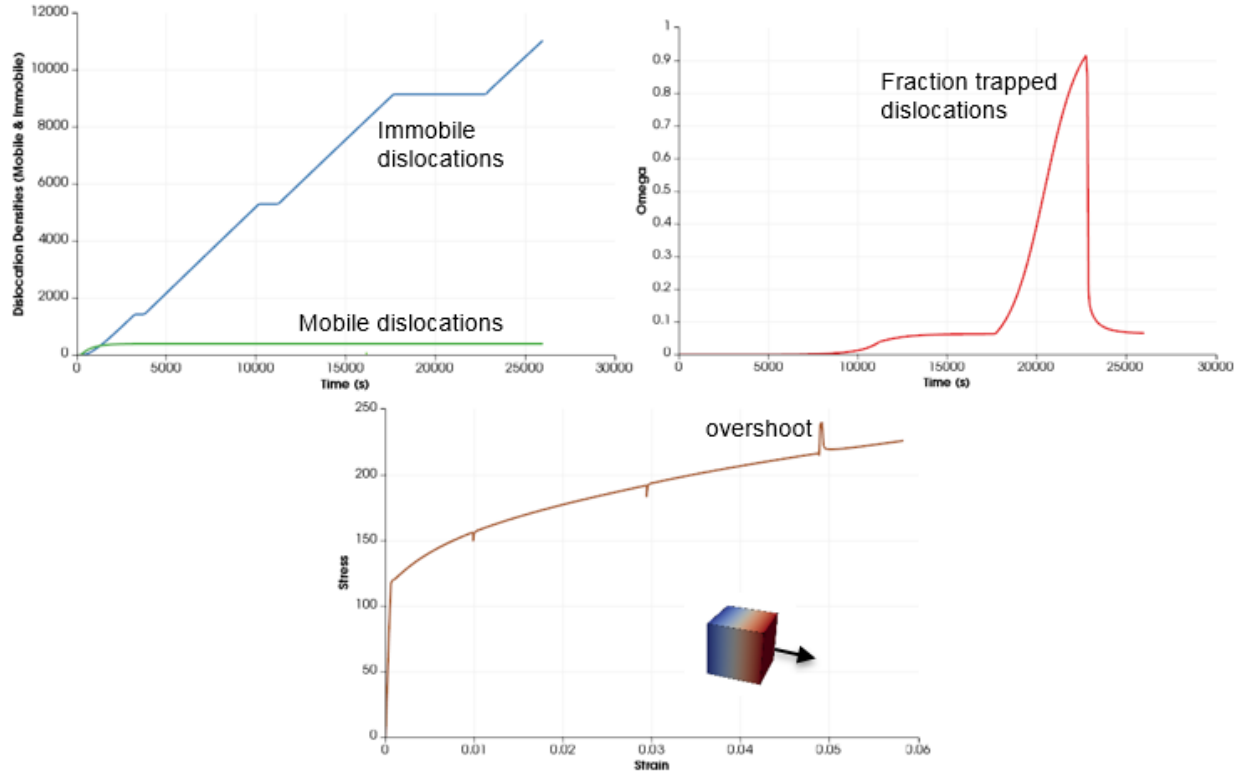 12000
10000
8000
6000
4000
2000
0
Dislocation Densities (Mobile & Immobile)
Immobile
dislocations
Mobile dislocations
0 5000 10000 15000 20000 25000 30000
Time (s)
1
0.9
0.8
0.7
0.6
0.5
0.4
0.3
0.2
0.1
0
Omega
Fraction trapped
dislocations
0 5000 10000 15000 20000 25000 30000
Time (s)
250
200
150
100
50
0
Stress
overshoot
0 0.01 0.02 0.03 0.04 0.05 0.06
Strain